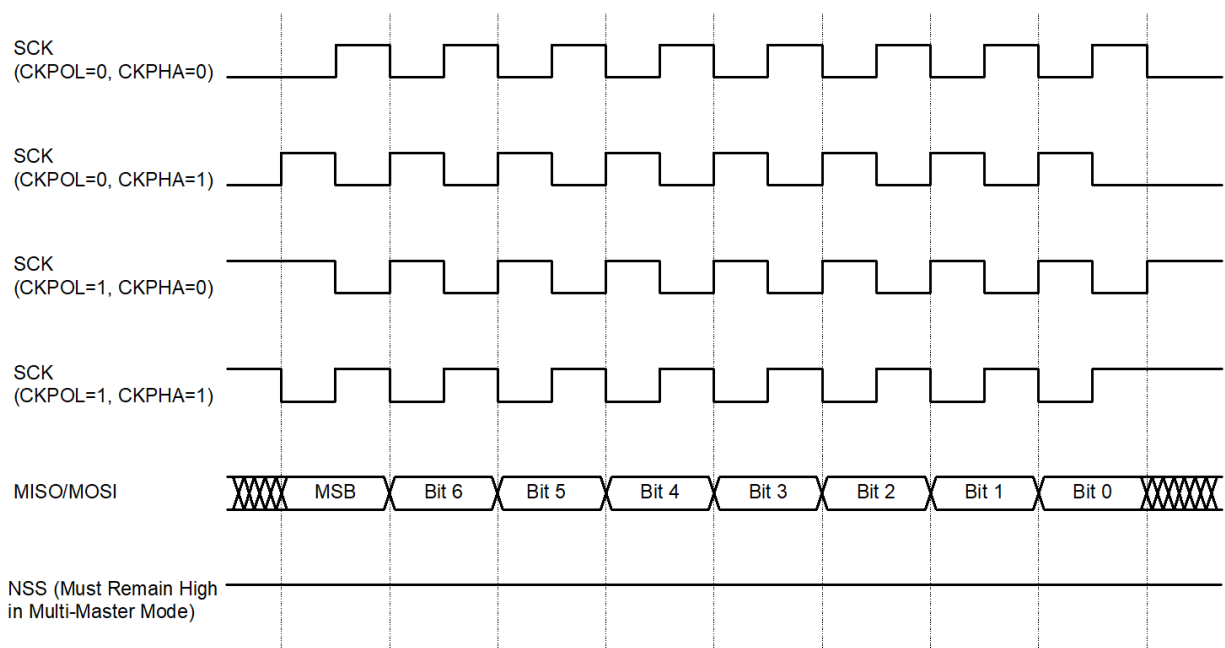 SCK
(CKPOL=0, CKPHA=0)
SCK
(CKPOL=0, CKPHA=1)
SCK
(CKPOL=1, CKPHA=0)
SCK
(CKPOL=1, CKPHA=1)
MISO/MOSI
MSB
Bit 6
Bit 5
Bit 4
Bit 3
Bit 2
Bit 1
Bit 0
NSS (Must Remain High
in Multi-Master Mode)